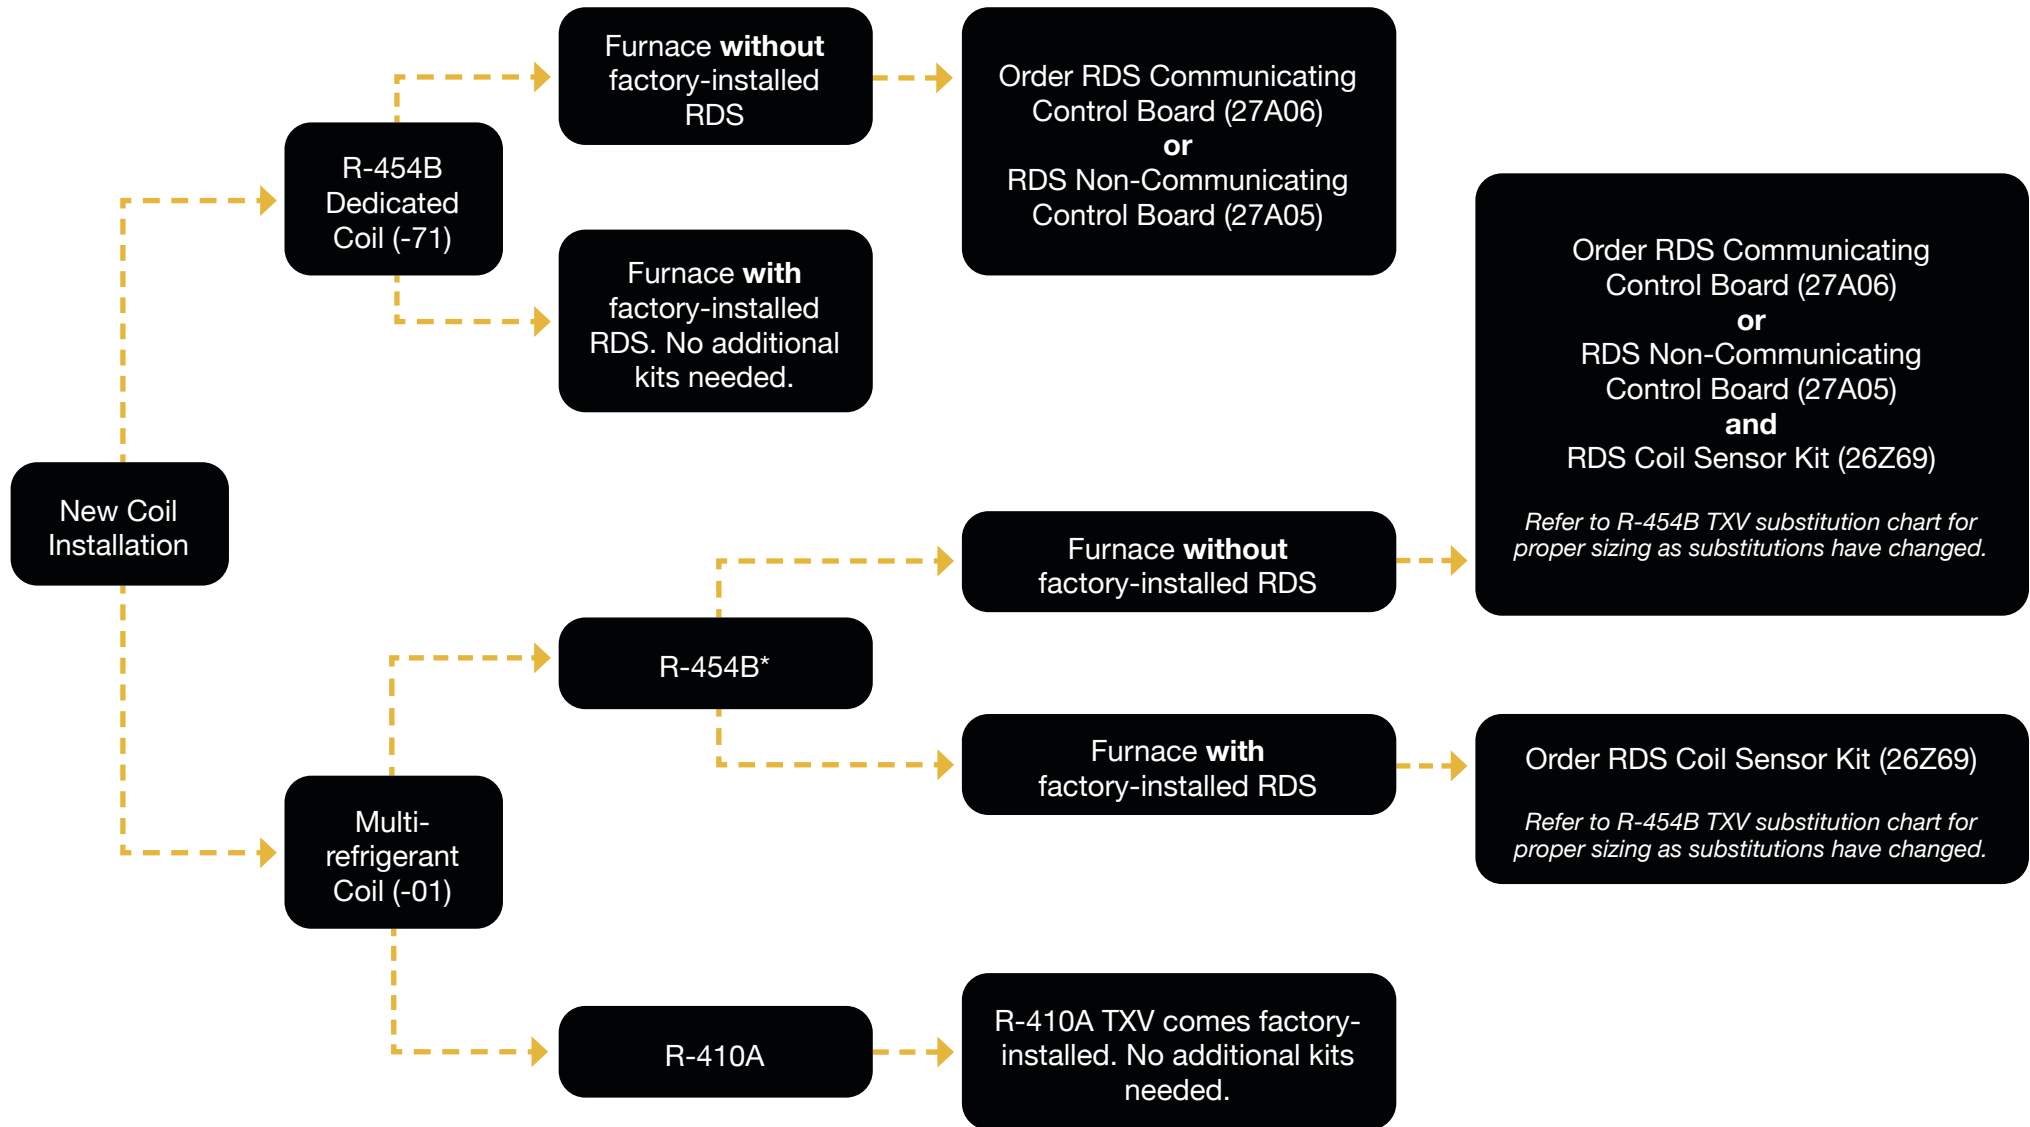 New Coil
Installation
R-454B
Dedicated
Coil (-71)
Furnace without
factory-installed
RDS
Order RDS Communicating
Control Board (27A06)
or
RDS Non-Communicating
Control Board (27A05)
Furnace with
factory-installed
RDS. No additional
kits needed.
Multi-
refrigerant
Coil (-01)
R-454B*
Furnace without
factory-installed RDS
Order RDS Communicating
Control Board (27A06)
or
RDS Non-Communicating
Control Board (27A05)
and
RDS Coil Sensor Kit (26Z69)
Refer to R-454B TXV substitution chart for
proper sizing as substitutions have changed.
Furnace with
factory-installed RDS
Order RDS Coil Sensor Kit (26Z69)
Refer to R-454B TXV substitution chart for
proper sizing as substitutions have changed.
R-410A
R-410A TXV comes factory-
installed. No additional kits
needed.